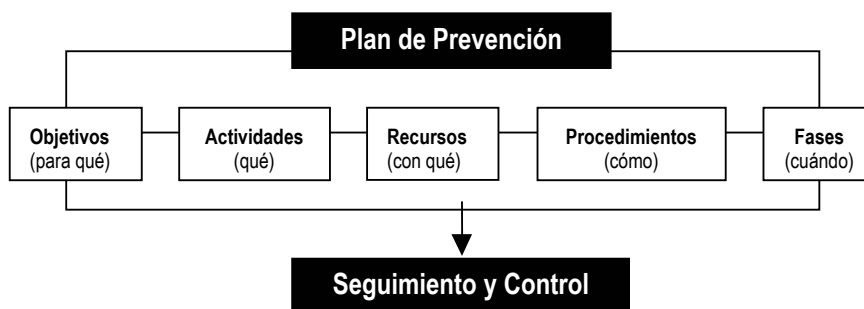 Plan de Prevención
Objetivos
(para qué)
Actividades
(qué)
Recursos
(con qué)
Procedimientos
(cómo)
Fases
(cuándo)
Seguimiento y Control